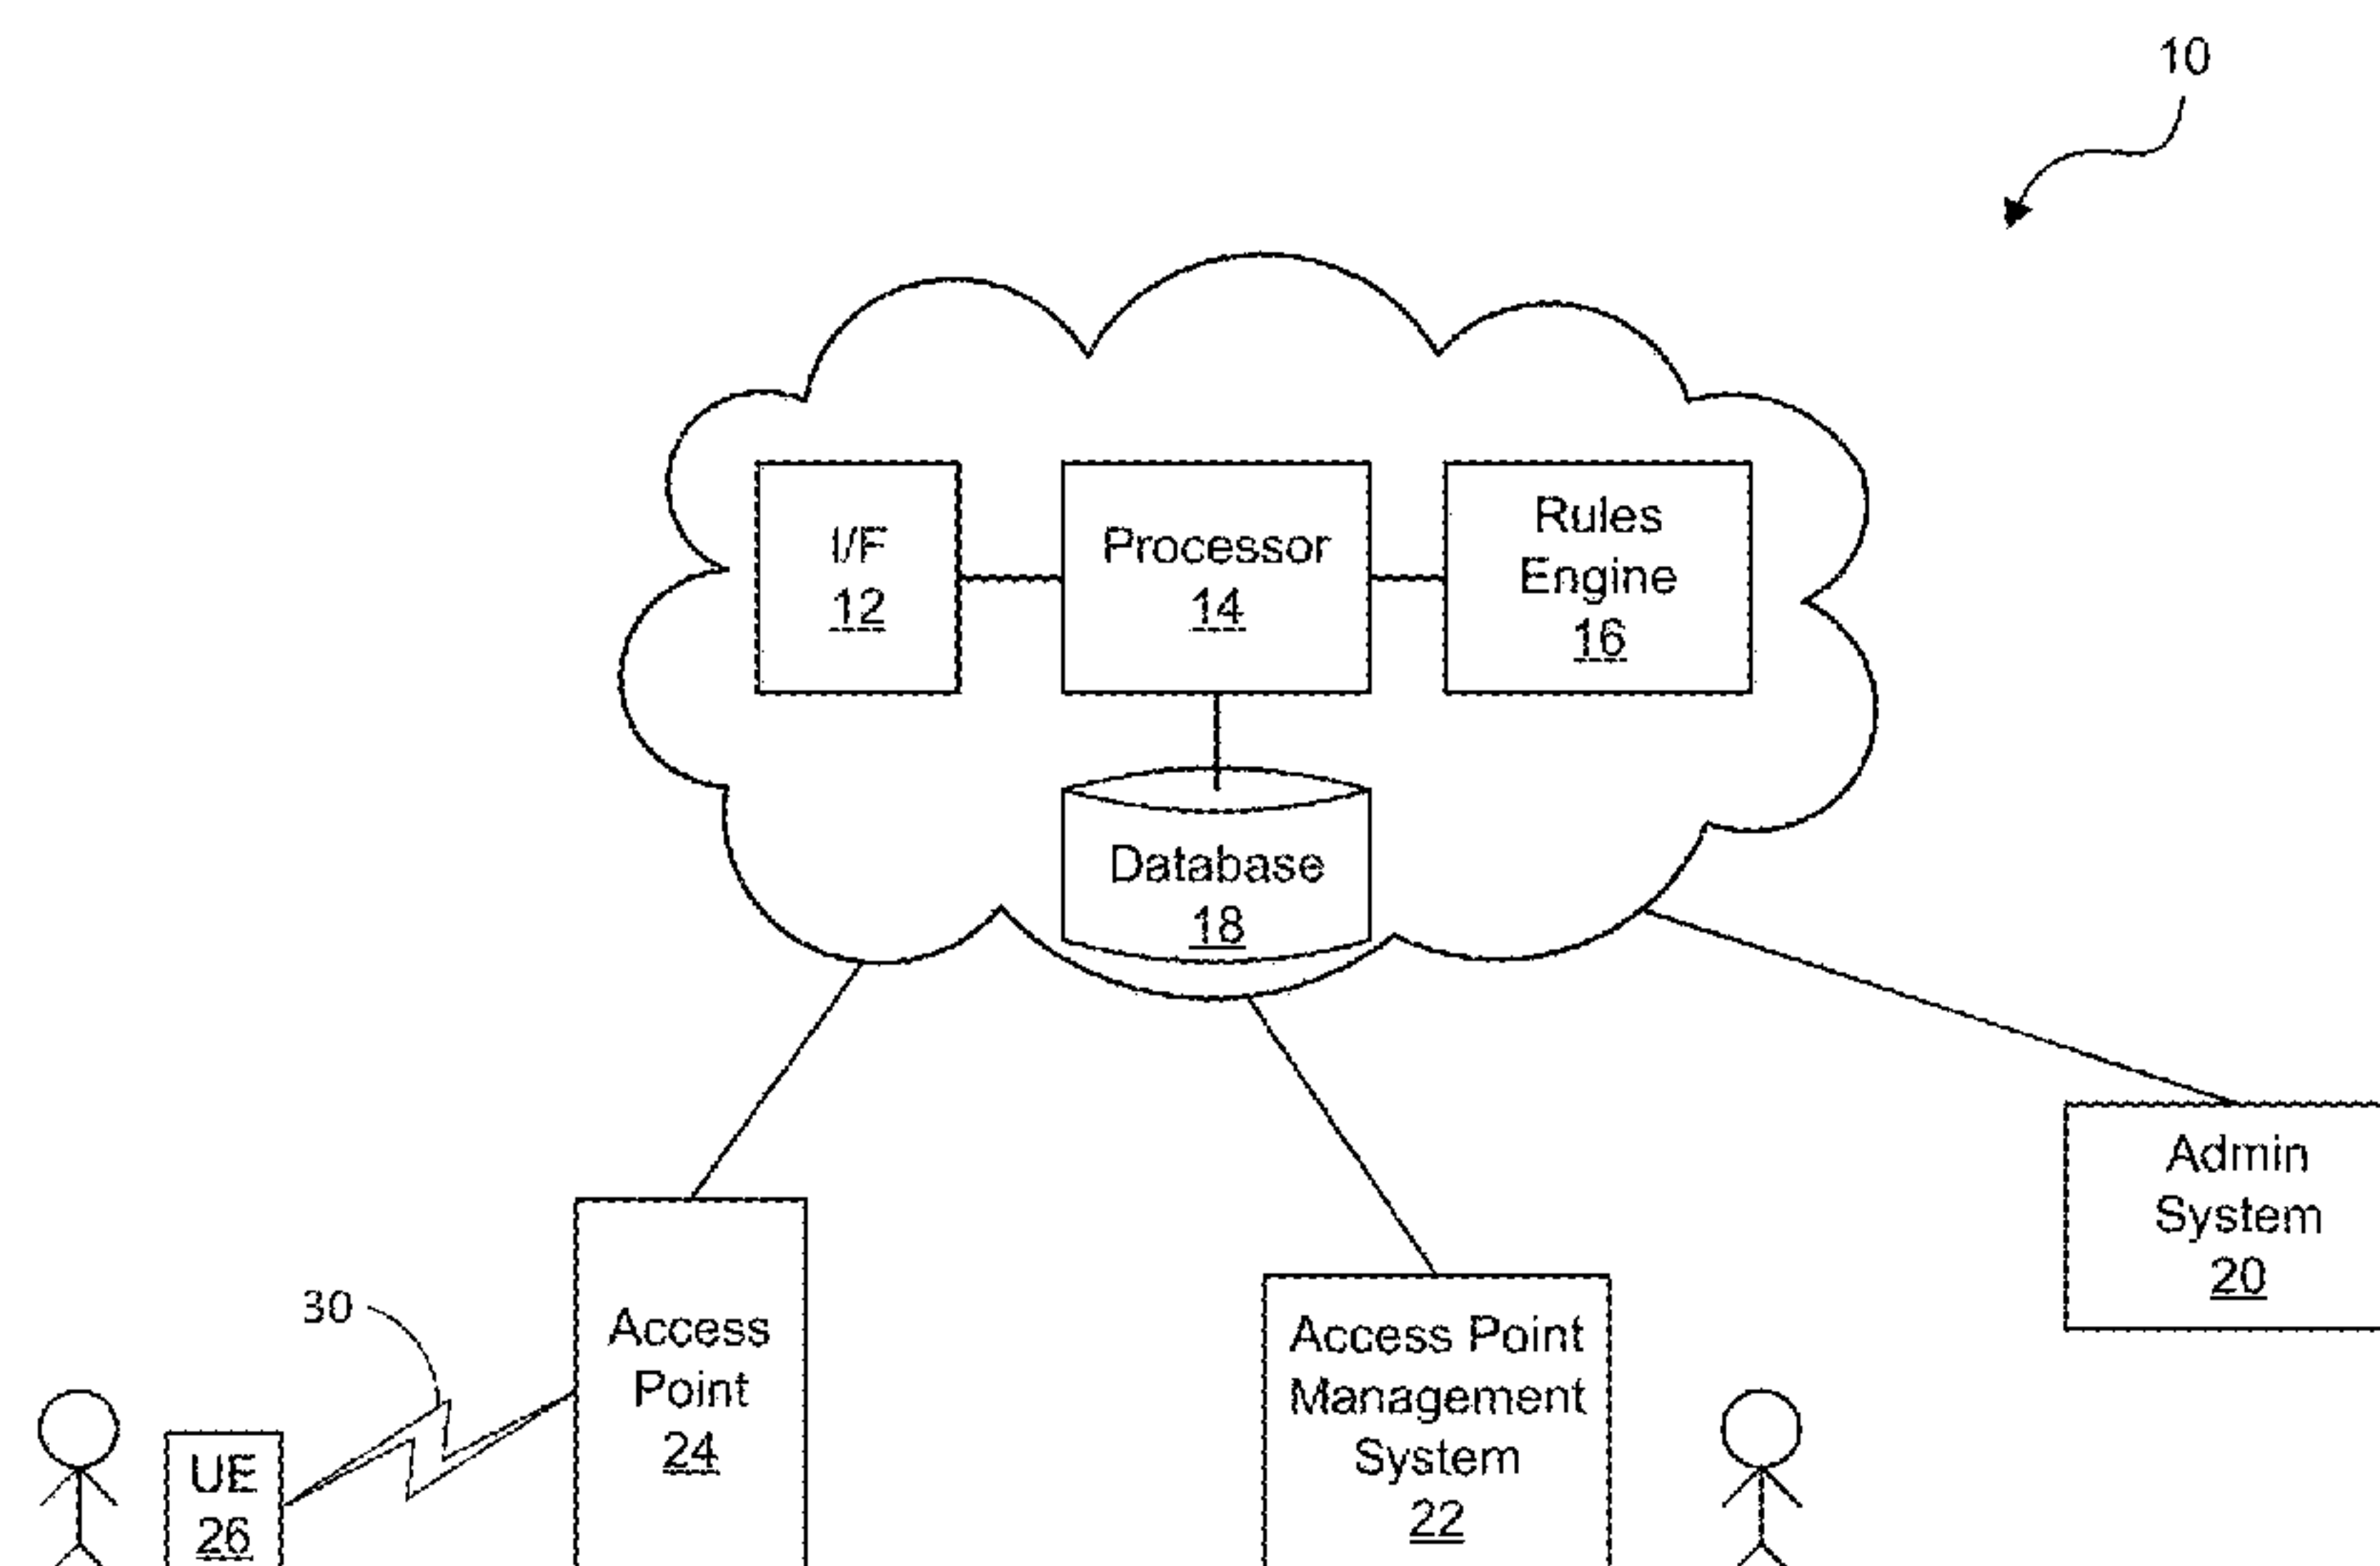 10
I/F
12
Processor
14
Rules
Engine
16
Database
18
Admin
System
20
30
Access
Point
24
Access Point
Management
System
22
UE
26